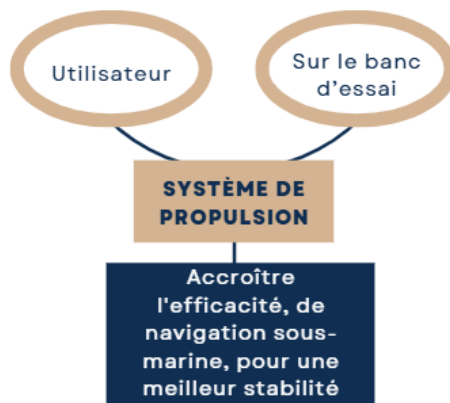 Utilisateur
Sur le banc
d'essai
SYSTÈME DE
PROPULSION
Accroître
l'efficacité, de
navigation sous-
marine, pour une
meilleur stabilité